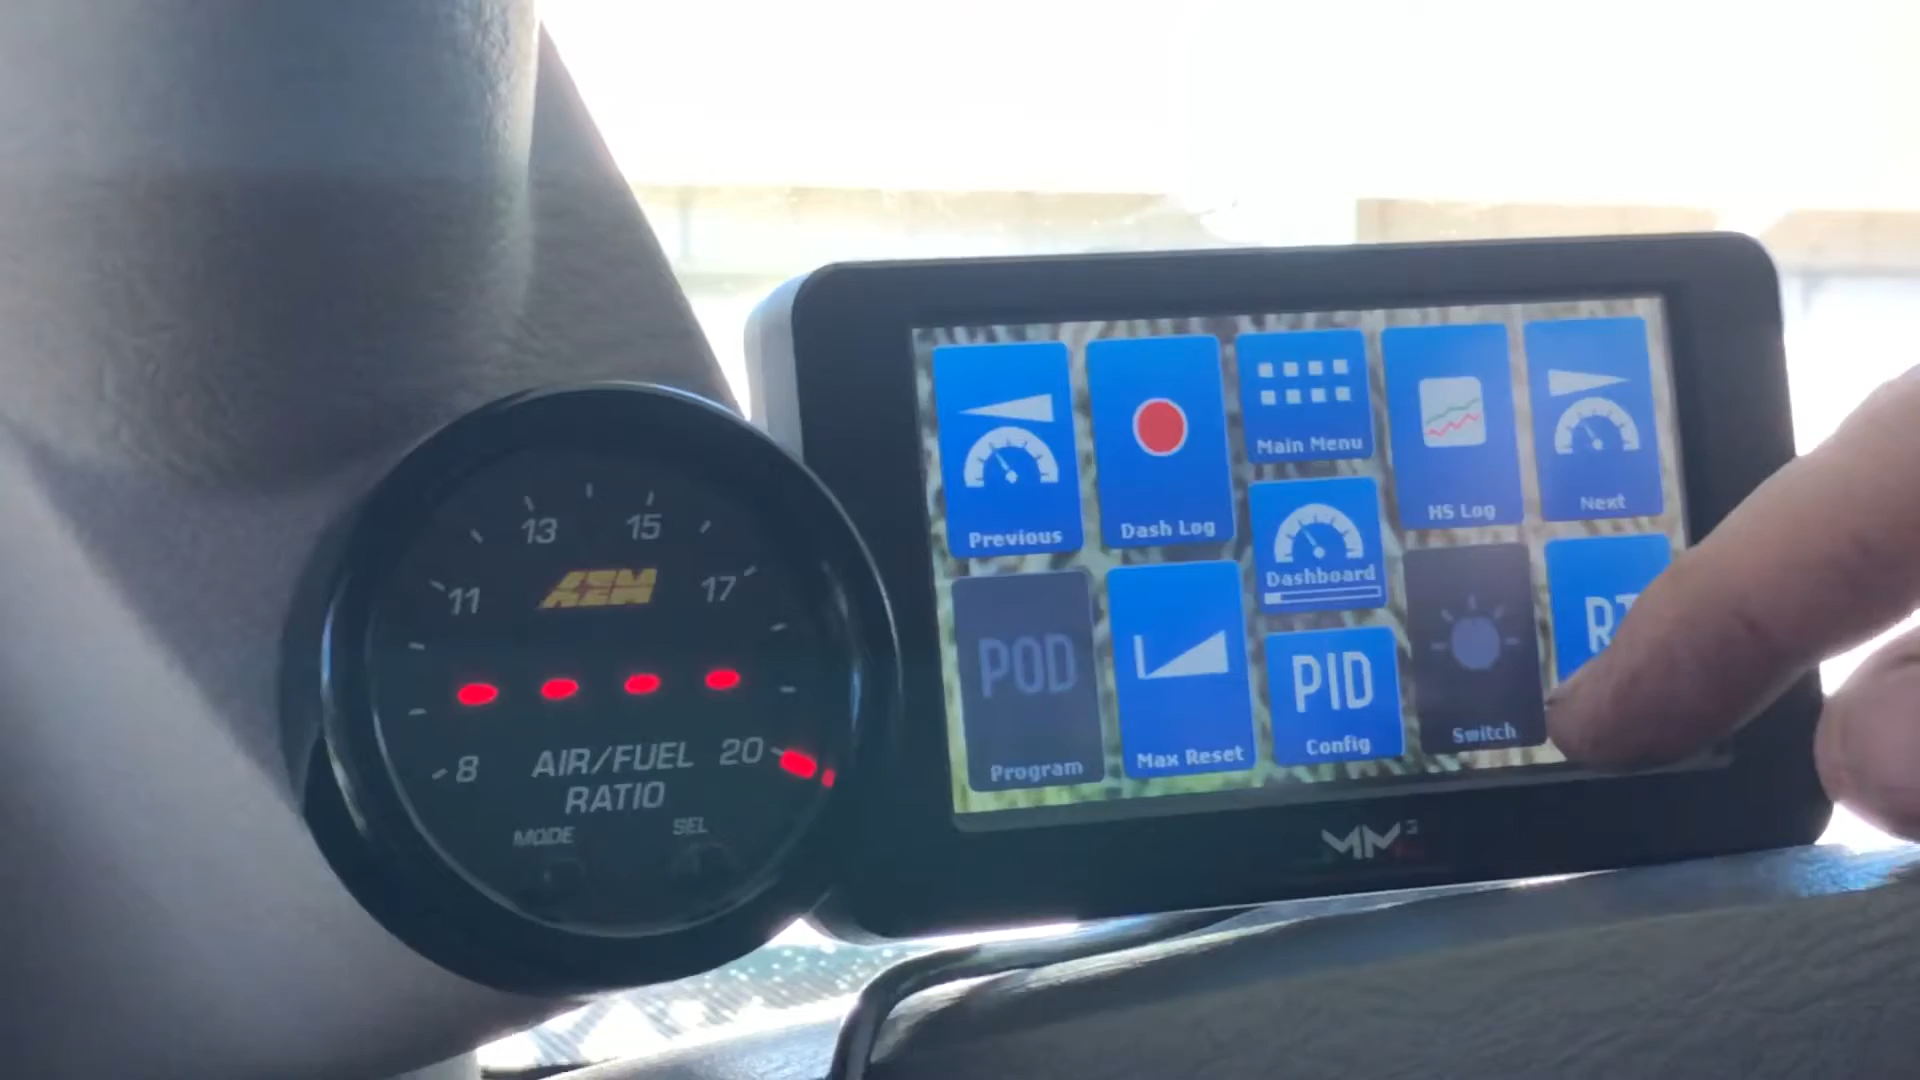 13 15
11 AEM 17
8 AIR/FUEL 20
RATIO
MODE SEL
Previous
Dash Log
Main Menu
HS Log
Next
Dashboard
POD
Program
Max Reset
PID
Config
Switch
MM3